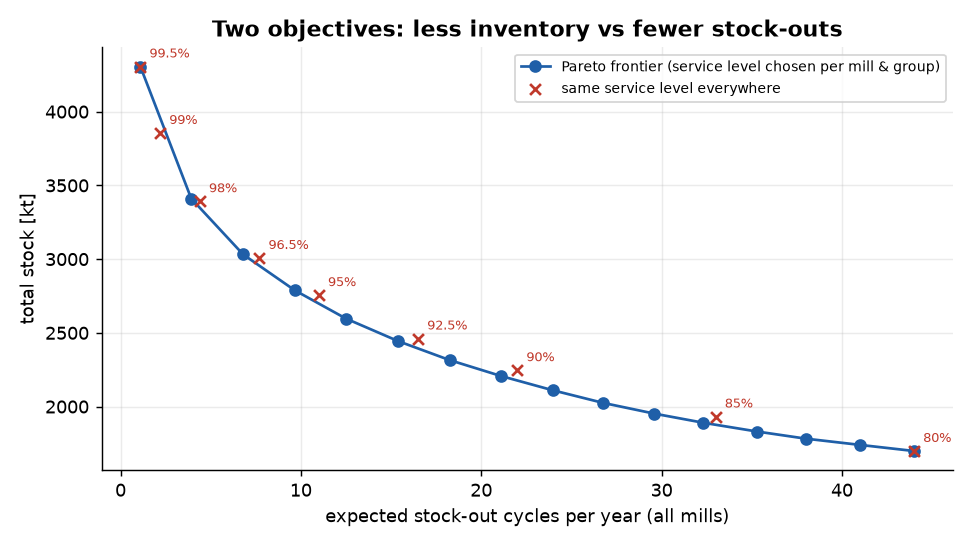 Two objectives: less inventory vs fewer stock-outs
Pareto frontier (service level chosen per mill & group)
same service level everywhere
99.5%
99%
98%
96.5%
95%
92.5%
90%
85%
80%
total stock [kt]
4000
3500
3000
2500
2000
0 10 20 30 40
expected stock-out cycles per year (all mills)